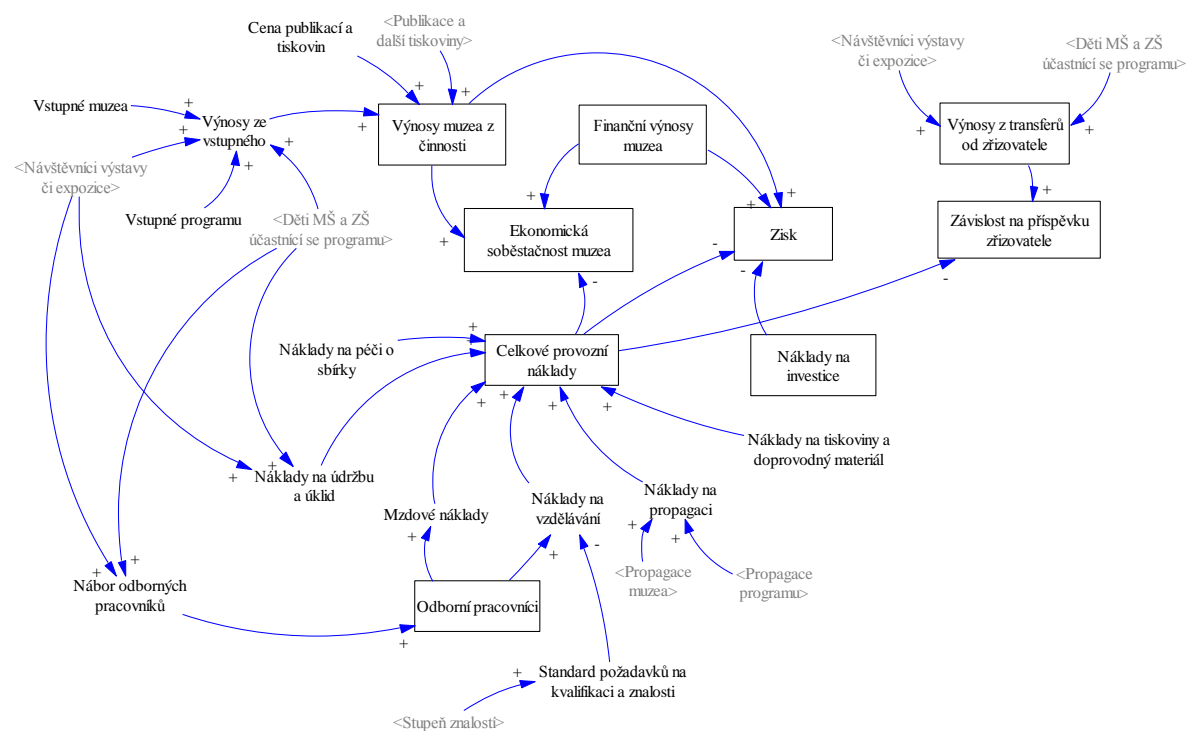 Cena publikací a
tiskovin
<Publikace a
další tiskoviny>
<Návštěvníci výstavy
či expozice>
<Děti MŠ a ZŠ
účastnící se programu>
Vstupné muzea
+
+
+
+
Výnosy ze
vstupného
+
+
+
Výnosy muzea z
činnosti
Finanční výnosy
muzea
+
Výnosy z transferů
od zřizovatele
+
<Návštěvníci výstavy
či expozice>
Vstupné programu
<Děti MŠ a ZŠ
účastnící se programu>
+
+
Ekonomická
soběstačnost muzea
+
+
Zisk
+
Závislost na příspěvku
zřizovatele
-
-
-
-
Náklady na péči o
sbírky
+
+
Celkové provozní
náklady
Náklady na
investice
+
+
+
+
Náklady na tiskoviny a
doprovodný materiál
+
+
Náklady na údržbu
a úklid
Mzdové náklady
Náklady na
vzdělávání
Náklady na
propagaci
+
+
-
+
+
+
+
Nábor odborných
pracovníků
Odborní pracovníci
<Propagace
muzea>
<Propagace
programu>
+
+
Standard požadavků na
kvalifikaci a znalosti
<Stupeň znalostí>